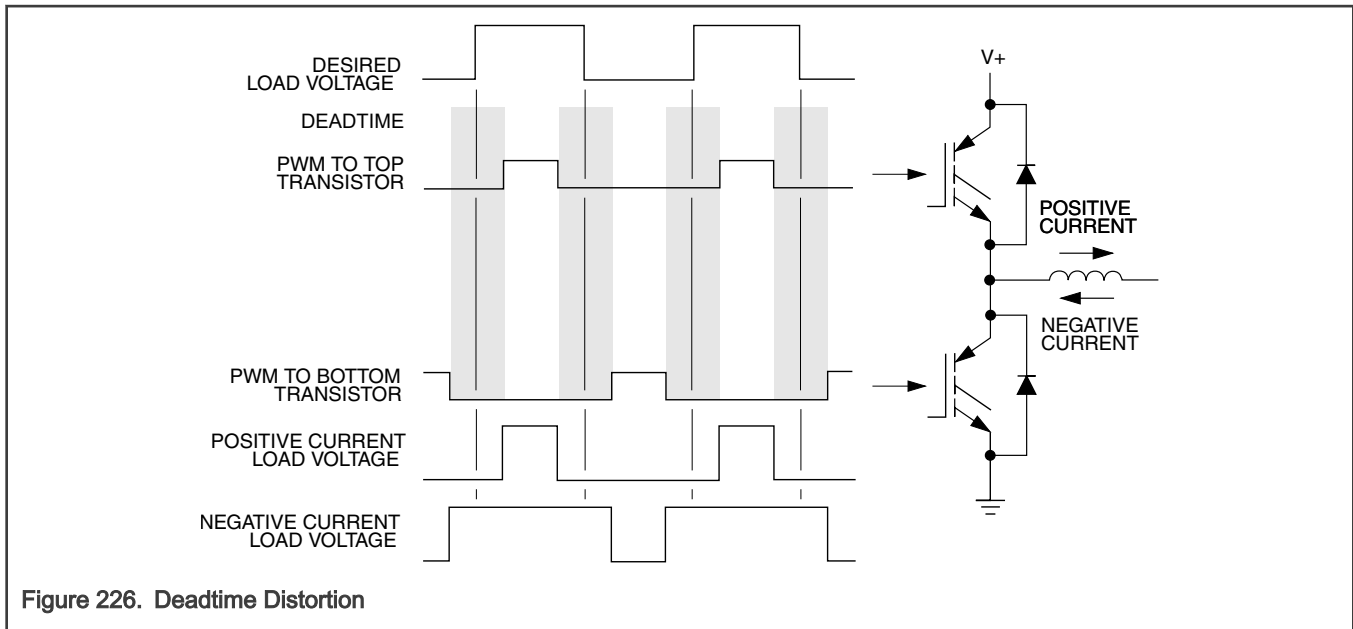 DESIRED
LOAD VOLTAGE
DEADTIME
PWM TO TOP
TRANSISTOR
PWM TO BOTTOM
TRANSISTOR
POSITIVE CURRENT
LOAD VOLTAGE
NEGATIVE CURRENT
LOAD VOLTAGE
V+
POSITIVE
CURRENT
NEGATIVE
CURRENT
Figure 226. Deadtime Distortion